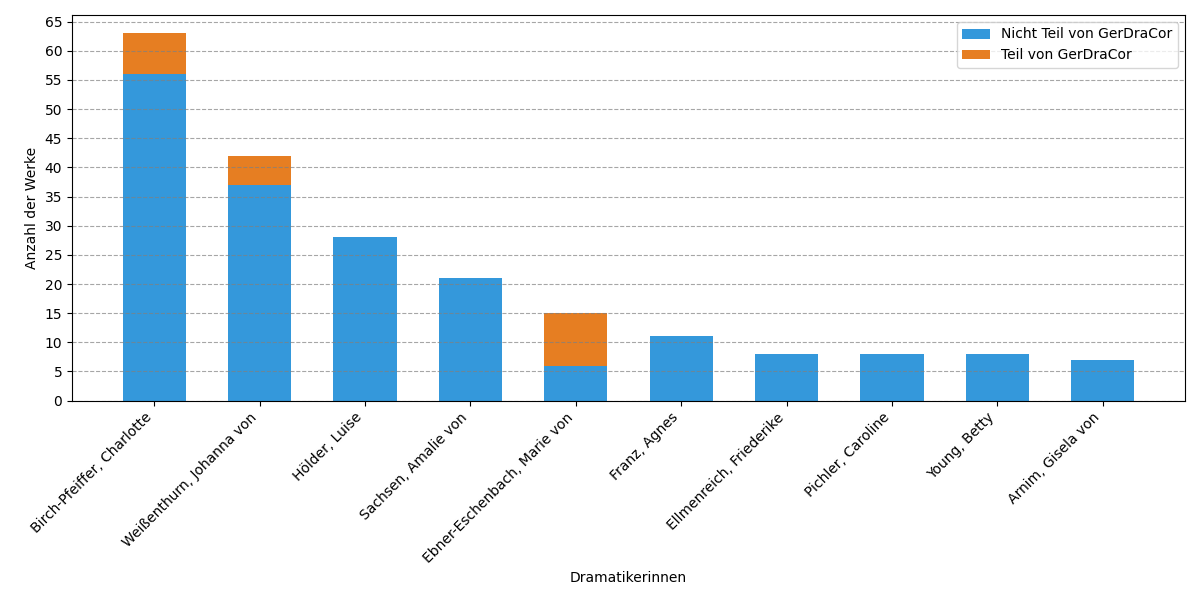 65
60
55
50
45
40
35
30
25
20
15
10
5
0
Anzahl der Werke
Nicht Teil von GerDraCor
Teil von GerDraCor
Birch-Pfeiffer, Charlotte
Weißenthurn, Johanna von
Hölder, Luise
Sachsen, Amalie von
Ebner-Eschenbach, Marie von
Franz, Agnes
Ellmenreich, Friederike
Pichler, Caroline
Young, Betty
Arnim, Gisela von
Dramatikerinnen